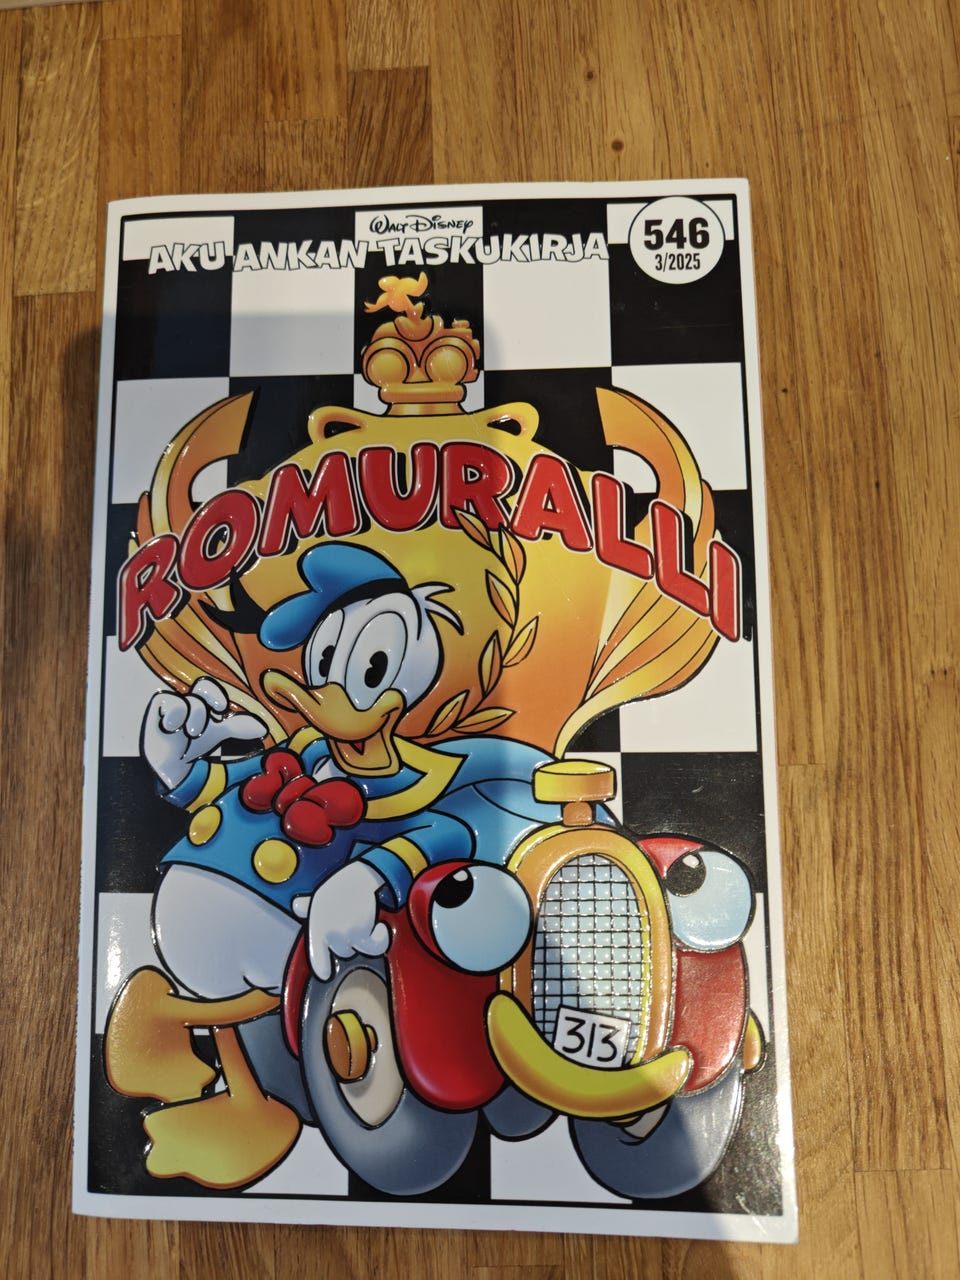 Walt Disney
AKU ANKAN TASKUKIRJA
546
3/2025
ROMURALLI
313